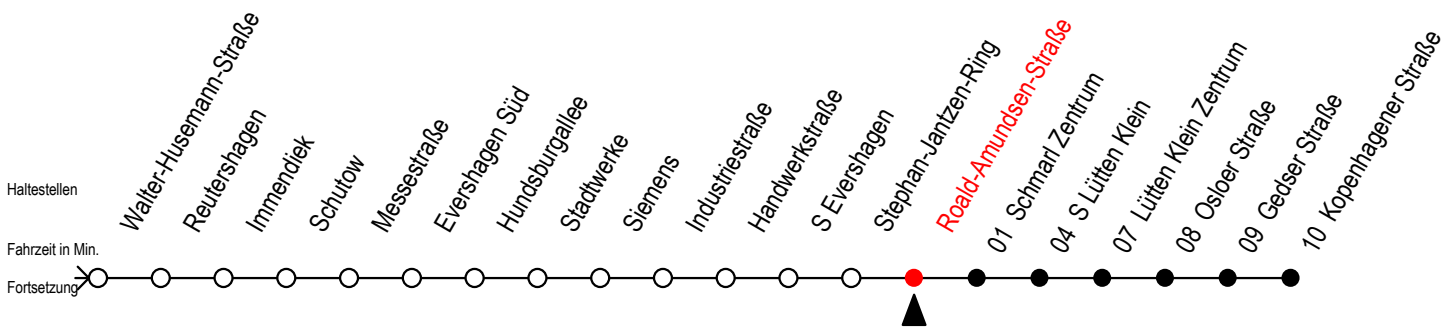 Haltestellen
Fahrzeit in Min.
Fortsetzung
Walter-Husemann-Straße
Reutershagen
Immendiek
Schutow
Messestraße
Evershagen Süd
Hundsburgallee
Stadtwerke
Siemens
Industriestraße
Handwerkstraße
S Evershagen
Stephan-Jantzen-Ring
Roald-Amundsen-Straße
01 Schmarl Zentrum
04 S Lütten Klein
07 Lütten Klein Zentrum
08 Osloer Straße
09 Gedser Straße
10 Kopenhagener Straße